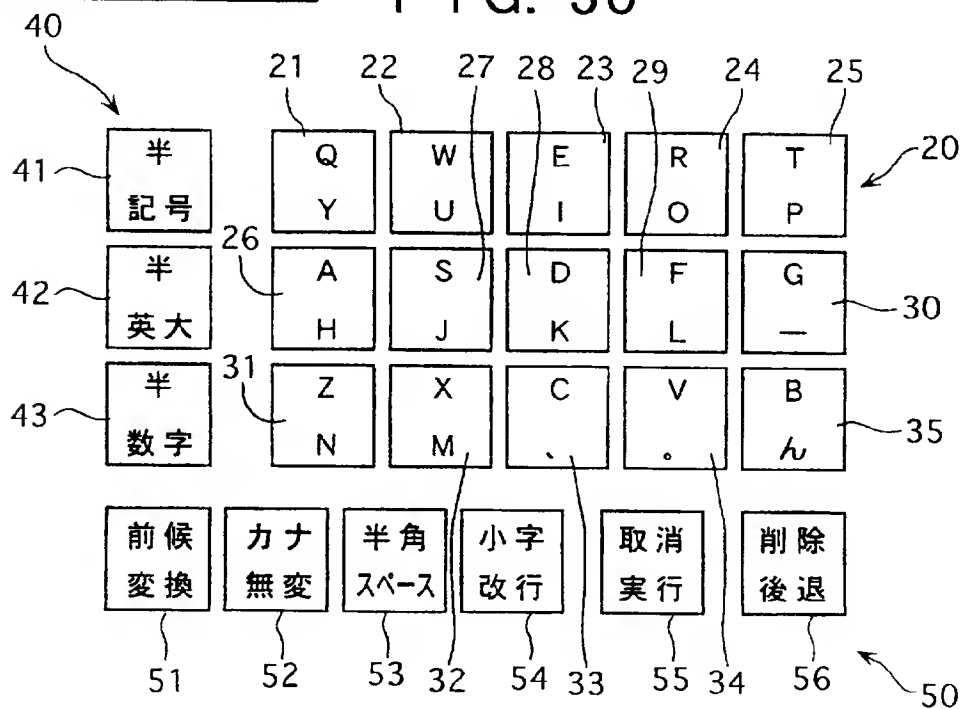 FIG. 30
40
21 22 27 28 23 29 24 25
半 Q W E R T
41 20
記号 Y U I O P
26
半 A S D F G
42 30
英大 H J K L ー
31
半 Z X C V B
43 35
数字 N M 、 。 ん
前候 カナ 半角 小字 取消 削除
変換 無変 スペース 改行 実行 後退
51 52 53 32 54 33 55 34 56
50